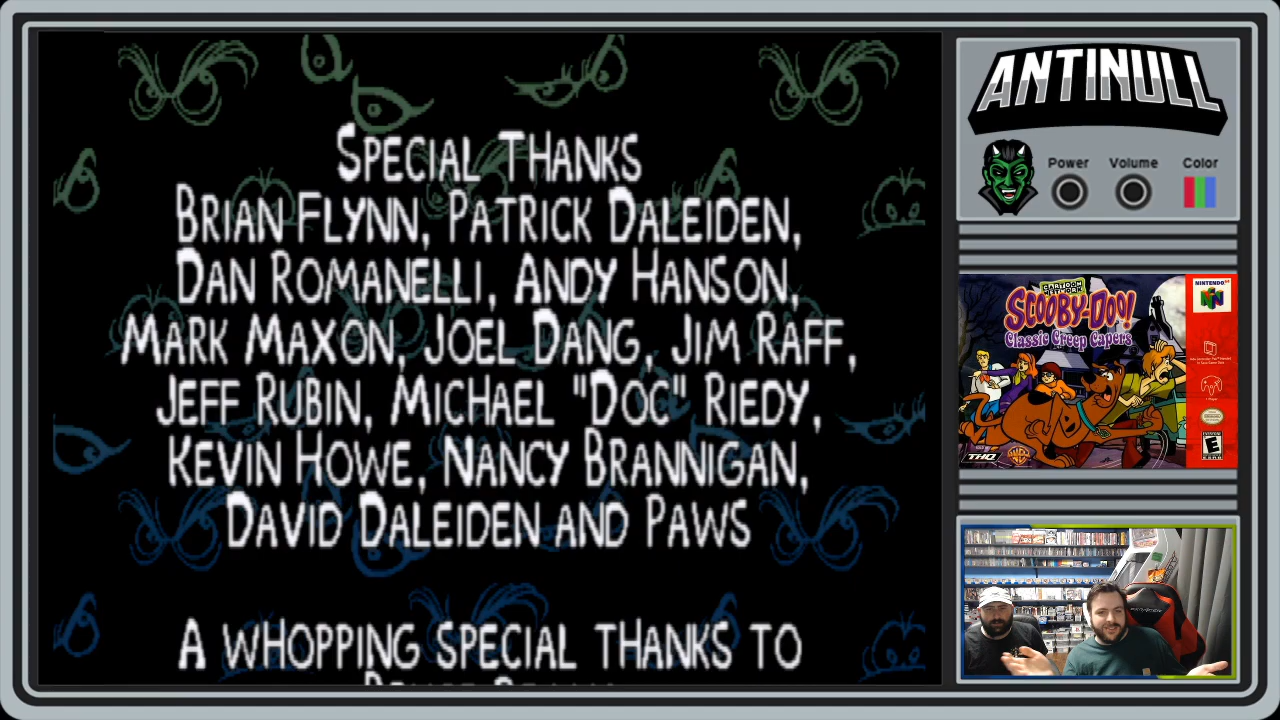 SPECIAL THANKS
BRIAN FLYNN, PATRICK DALEIDEN,
DAN ROMANELLI, ANDY HANSON,
MARK MAXON, JOEL DANG, JIM RAFF,
JEFF RUBIN, MICHAEL "DOC" RIEDY,
KEVIN HOWE, NANCY BRANNIGAN,
DAVID DALEIDEN AND PAWS
A WHOPPING SPECIAL THANKS TO
ANTINULL
Power Volume Color
CARTOON NETWORK
SCOOBY-DOO!
Classic Creep Capers
NINTENDO 64
N
THQ
E